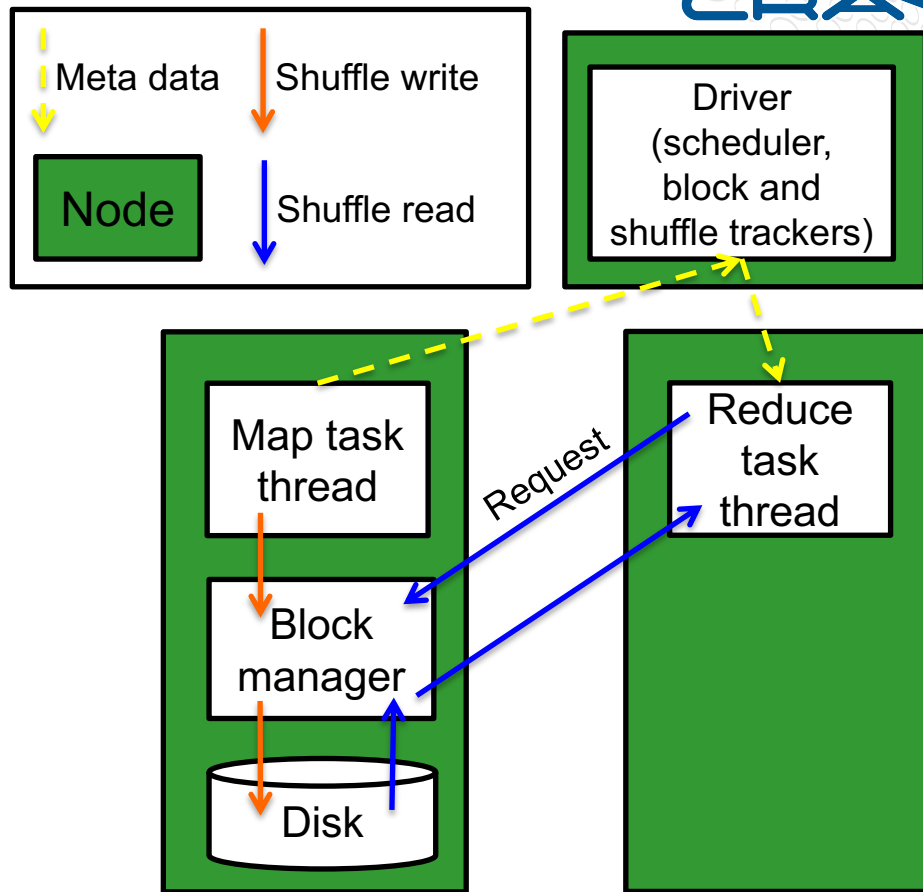 Meta data
Shuffle write
Node
Shuffle read
Driver
(scheduler,
block and
shuffle trackers)
Map task
thread
Reduce
task
thread
Request
Block
manager
Disk